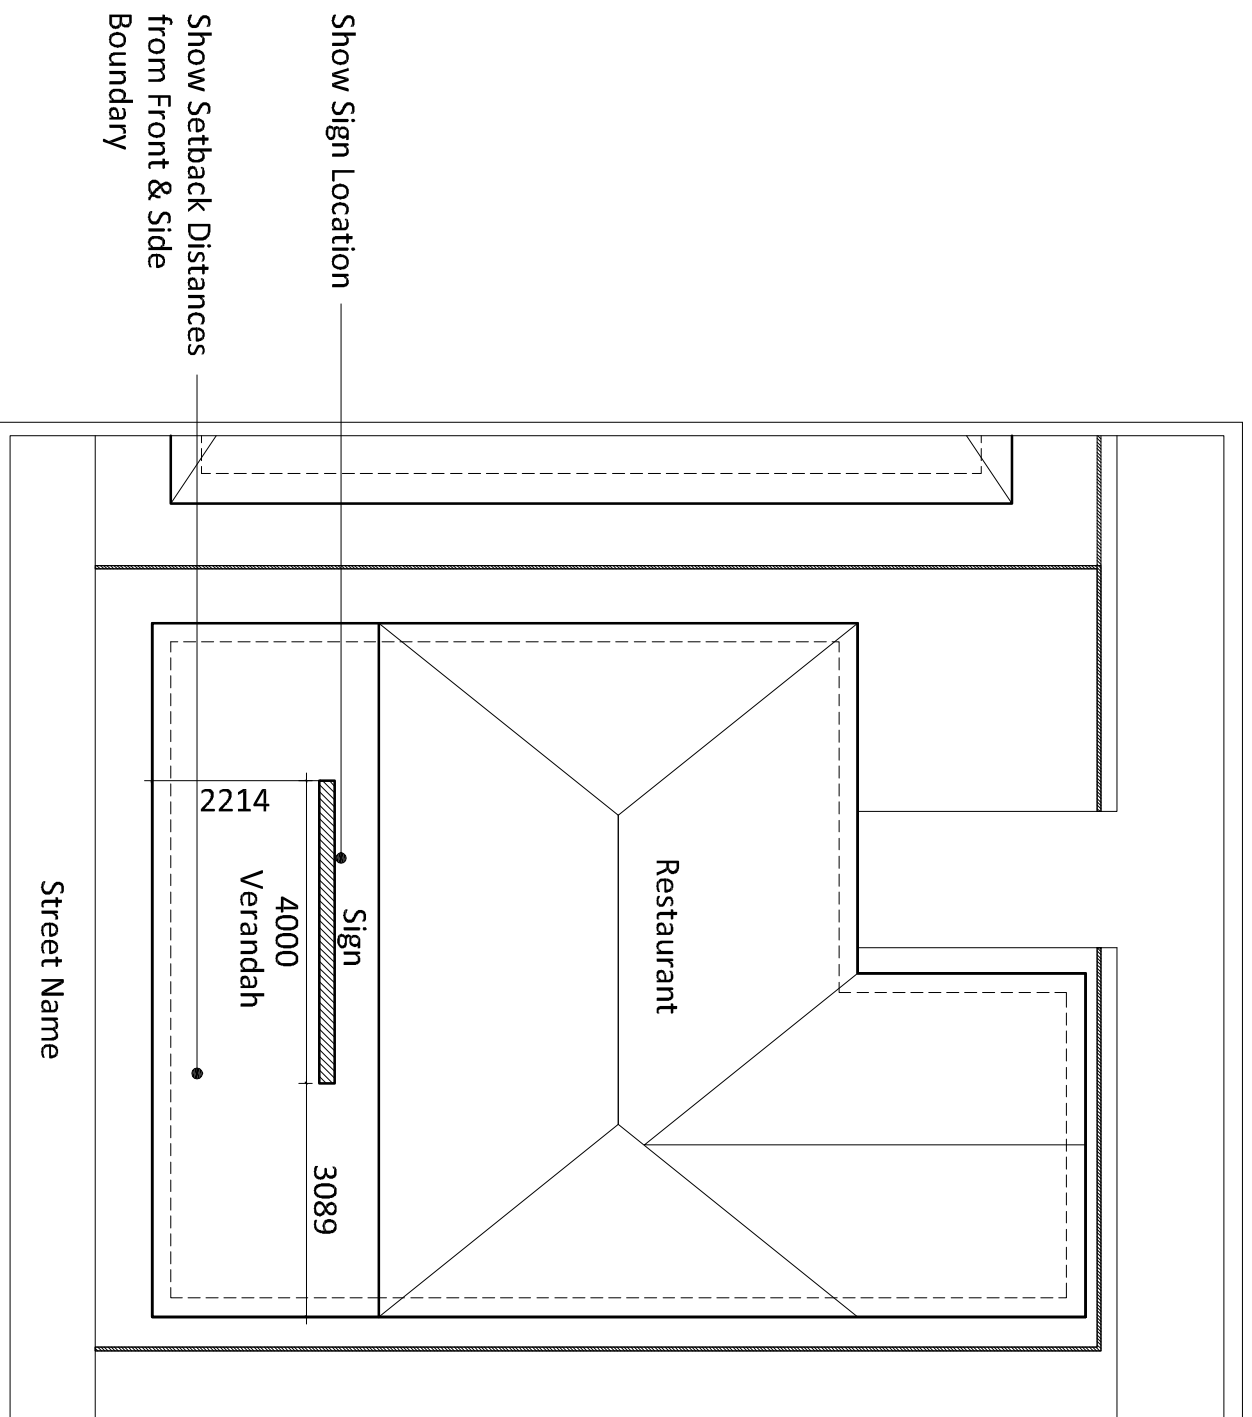 Show Sign Location
Show Setback Distances
from Front & Side
Boundary
Restaurant
Sign
3089
4000
Verandah
2214
Street Name